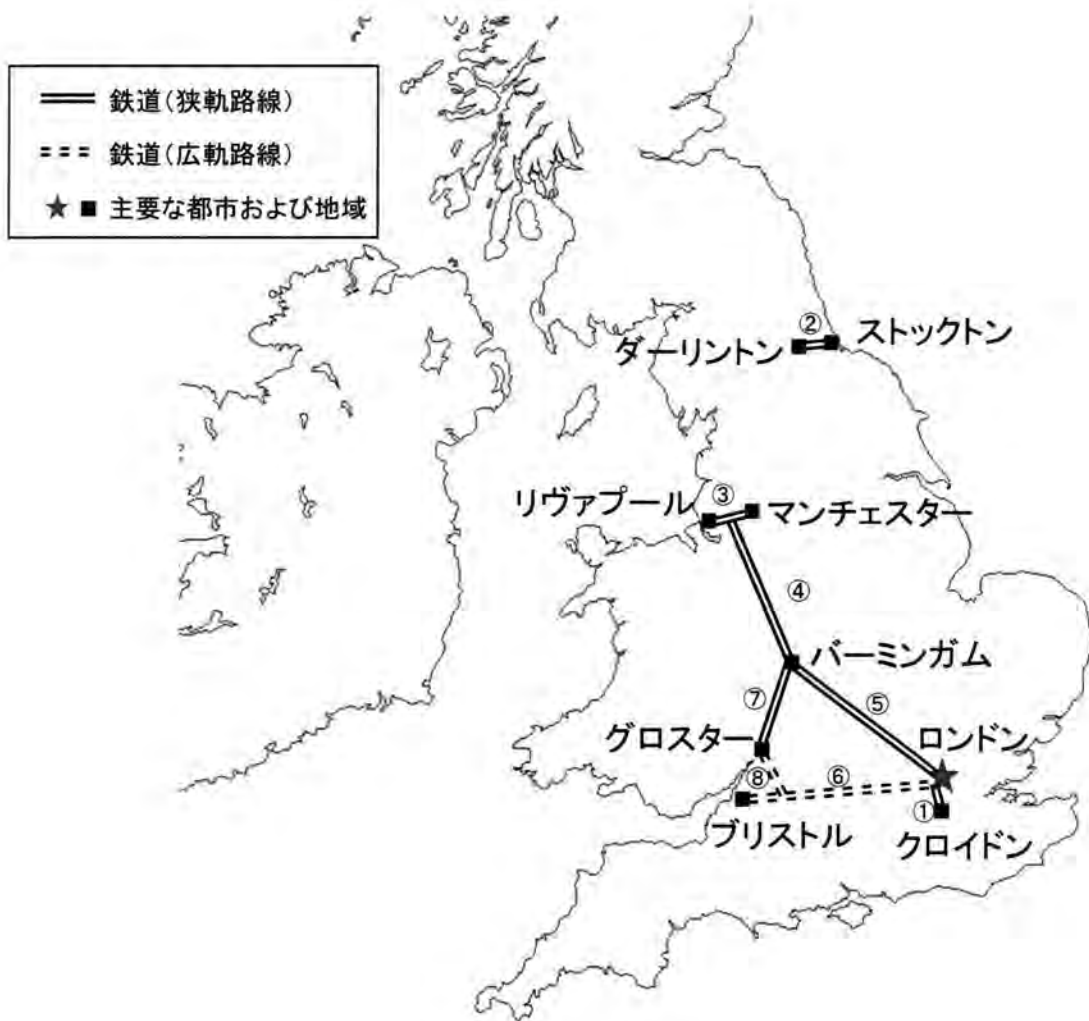 鉄道(狭軌路線)
鉄道(広軌路線)
主要な都市および地域
②
ストックトン
ダーリントン
リヴァプール
③
マンチェスター
④
バーミンガム
⑦
⑤
グロスター
ロンドン
⑧
⑥
①
ブリストル
クロイドン